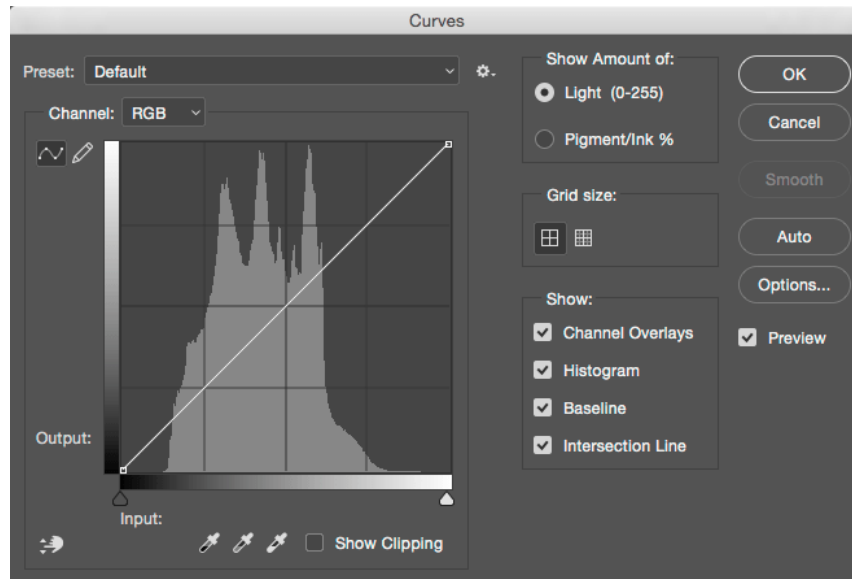 Curves
Preset: Default
Channel: RGB
Output:
Input:
Show Clipping
Show Amount of:
Light (0-255)
Pigment/Ink %
Grid size:
Show:
Channel Overlays
Histogram
Baseline
Intersection Line
OK
Cancel
Smooth
Auto
Options...
Preview